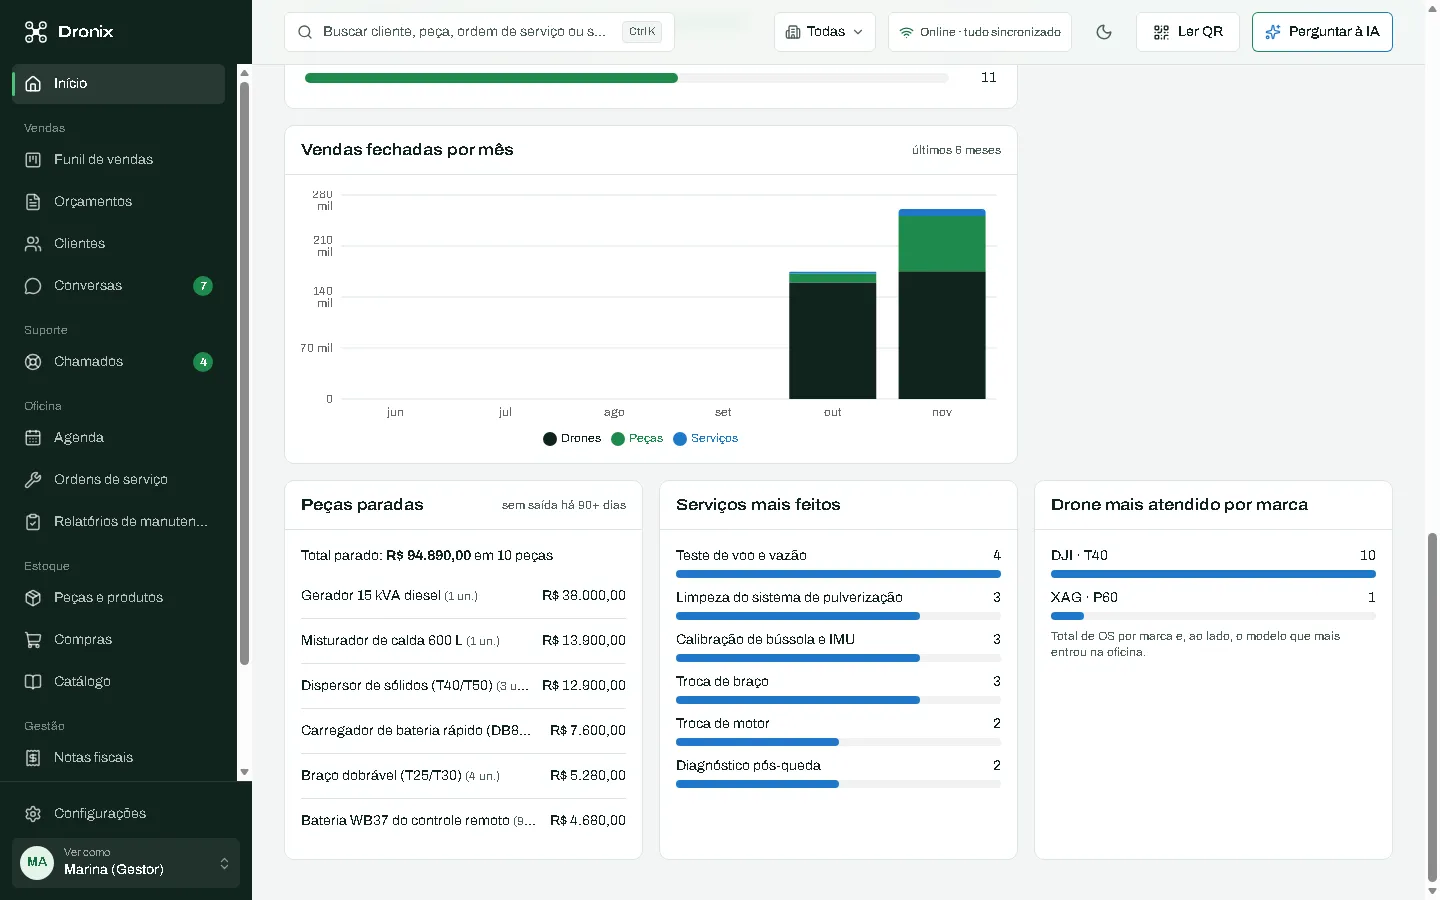 Dronix
Buscar cliente, peça, ordem de serviço ou s...
Ctrl K
Todas
Online · tudo sincronizado
Ler QR
Perguntar à IA
Início
Vendas
Funil de vendas
Orçamentos
Clientes
Conversas 7
Suporte
Chamados 4
Oficina
Agenda
Ordens de serviço
Relatórios de manuten...
Estoque
Peças e produtos
Compras
Catálogo
Gestão
Notas fiscais
Configurações
MA
Ver como
Marina (Gestor)
11
Vendas fechadas por mês
últimos 6 meses
280 mil
210 mil
140 mil
70 mil
0
jun jul ago set out nov
Drones Peças Serviços
Peças paradas
sem saída há 90+ dias
Total parado: R$ 94.890,00 em 10 peças
Gerador 15 kVA diesel (1 un.) R$ 38.000,00
Misturador de calda 600 L (1 un.) R$ 13.900,00
Dispersor de sólidos (T40/T50) (3 u... R$ 12.900,00
Carregador de bateria rápido (DB8... R$ 7.600,00
Braço dobrável (T25/T30) (4 un.) R$ 5.280,00
Bateria WB37 do controle remoto (9... R$ 4.680,00
Serviços mais feitos
Teste de voo e vazão 4
Limpeza do sistema de pulverização 3
Calibração de bússola e IMU 3
Troca de braço 3
Troca de motor 2
Diagnóstico pós-queda 2
Drone mais atendido por marca
DJI · T40 10
XAG · P60 1
Total de OS por marca e, ao lado, o modelo que mais
entrou na oficina.